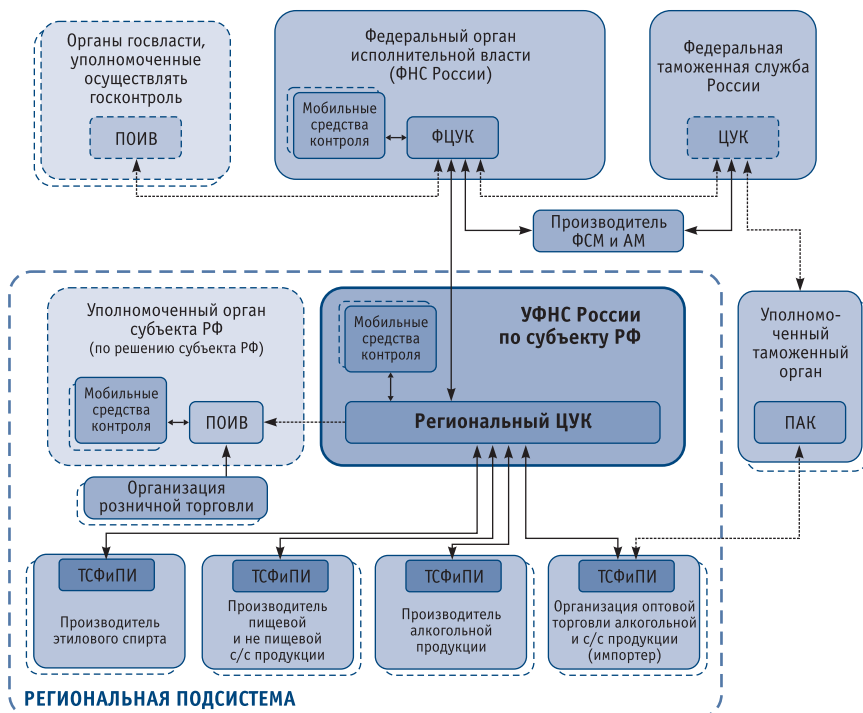 Органы госвласти,
уполномоченные
осуществлять
госконтроль
ПОИВ
Федеральный орган
исполнительной власти
(ФНС России)
Мобильные
средства
контроля
ФЦУК
Федеральная
таможенная служба
России
ЦУК
Производитель
ФСМ и АМ
Уполномоченный орган
субъекта РФ
(по решению субъекта РФ)
Мобильные
средства
контроля
ПОИВ
Организация
розничной торговли
УФНС России
по субъекту РФ
Мобильные
средства
контроля
Региональный ЦУК
Уполномо-
ченный
таможенный
орган
ПАК
ТСФиПИ
Производитель
этилового спирта
ТСФиПИ
Производитель
пищевой
и не пищевой
с/с продукции
ТСФиПИ
Производитель
алкогольной
продукции
ТСФиПИ
Организация оптовой
торговли алкогольной
и с/с продукции
(импортер)
РЕГИОНАЛЬНАЯ ПОДСИСТЕМА